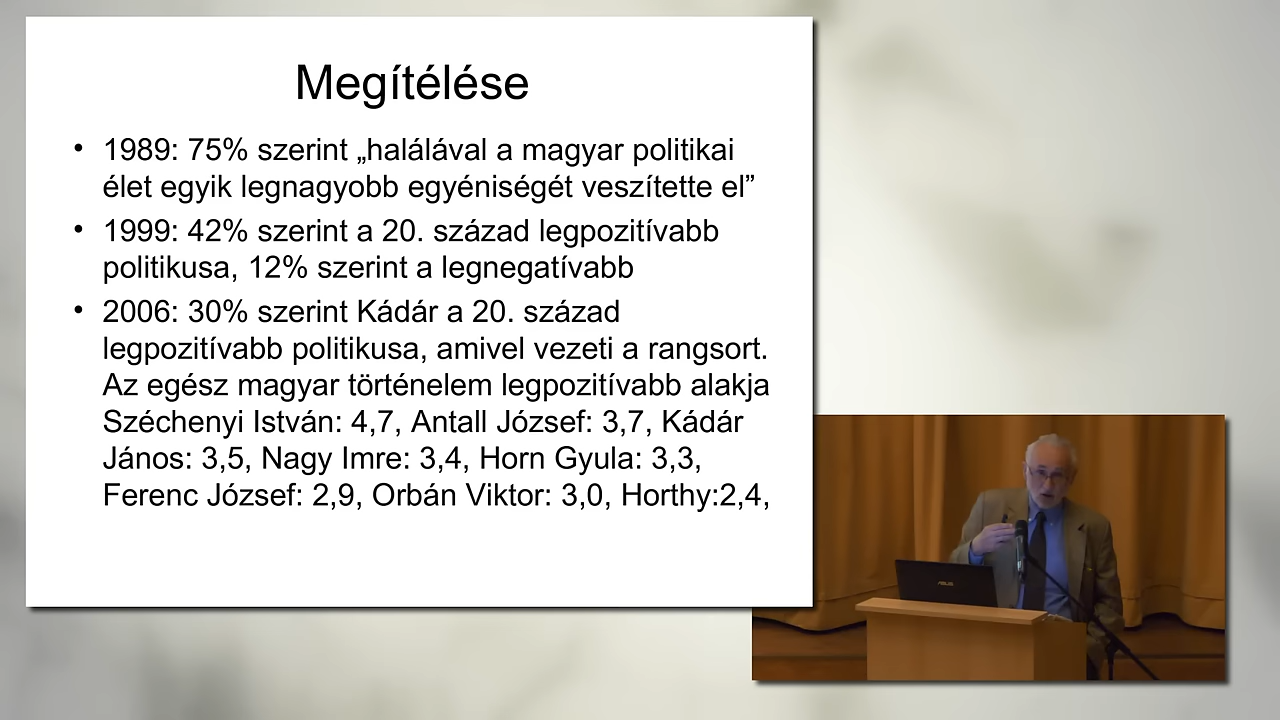 Megítélése
• 1989: 75% szerint „halálával a magyar politikai
élet egyik legnagyobb egyéniségét veszítette el”
• 1999: 42% szerint a 20. század legpozitívabb
politikusa, 12% szerint a legnegatívabb
• 2006: 30% szerint Kádár a 20. század
legpozitívabb politikusa, amivel vezeti a rangsort.
Az egész magyar történelem legpozitívabb alakja
Széchenyi István: 4,7, Antall József: 3,7, Kádár
János: 3,5, Nagy Imre: 3,4, Horn Gyula: 3,3,
Ferenc József: 2,9, Orbán Viktor: 3,0, Horthy:2,4,
ASUS